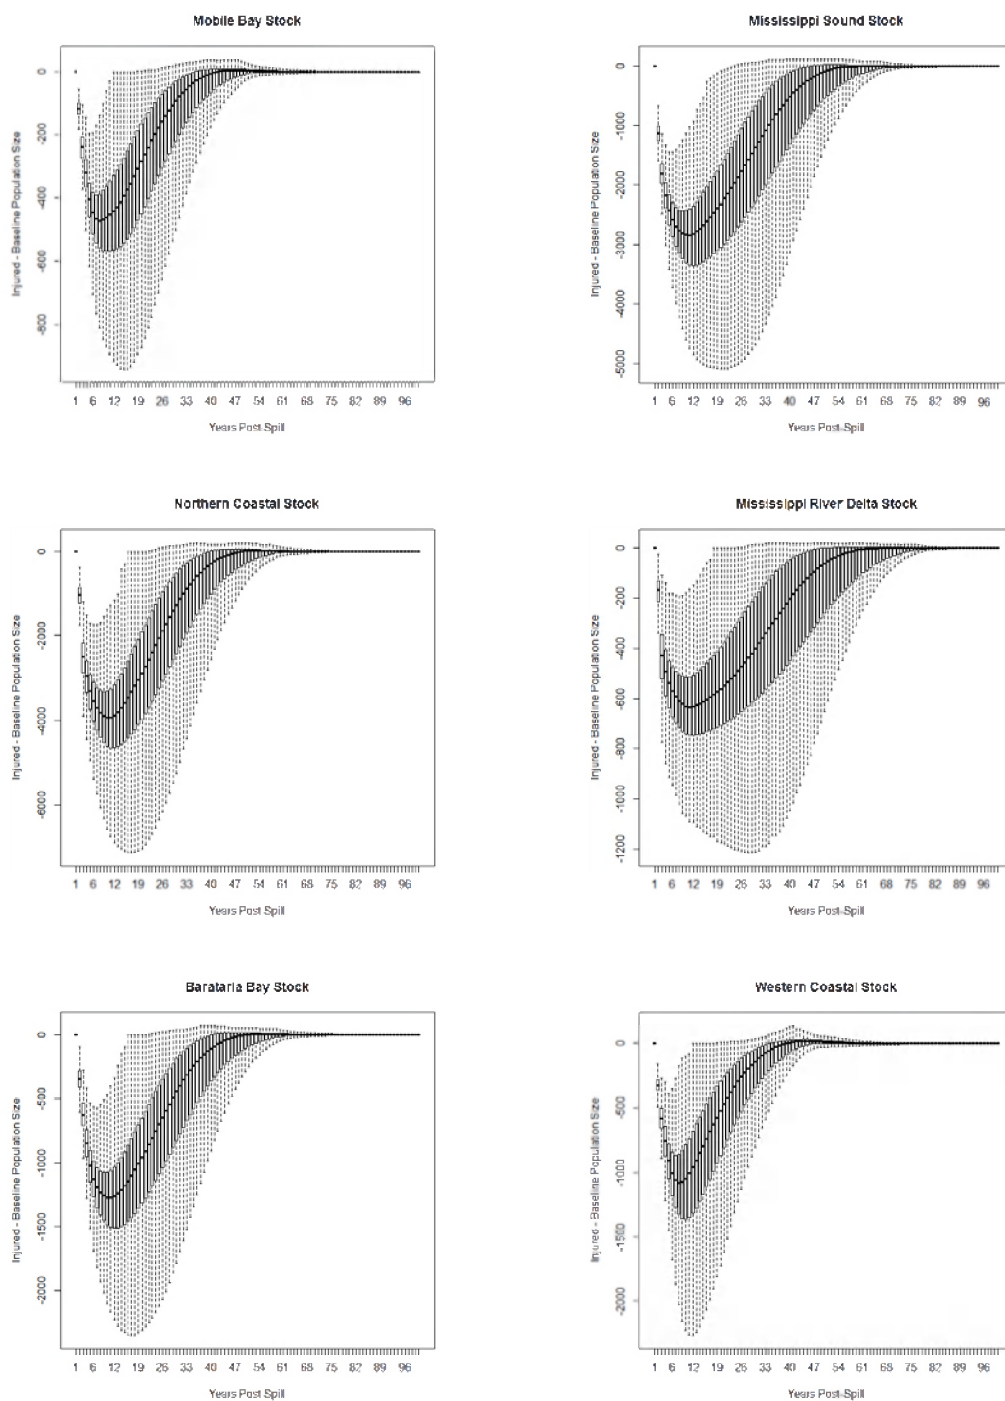 Mobile Bay Stock
Injured - Baseline Population Size
0
-200
-400
-600
-800
1 6 12 19 26 33 40 47 54 61 68 75 82 89 96
Years Post-Spill
Mississippi Sound Stock
Injured - Baseline Population Size
0
-1000
-2000
-3000
-4000
-5000
1 6 12 19 26 33 40 47 54 61 68 75 82 89 96
Years Post-Spill
Northern Coastal Stock
Injured - Baseline Population Size
0
-2000
-4000
-6000
1 6 12 19 26 33 40 47 54 61 68 75 82 89 96
Years Post-Spill
Mississippi River Delta Stock
Injured - Baseline Population Size
0
-200
-400
-600
-800
-1000
-1200
1 6 12 19 26 33 40 47 54 61 68 75 82 89 96
Years Post-Spill
Barataria Bay Stock
Injured - Baseline Population Size
0
-500
-1000
-1500
-2000
1 6 12 19 26 33 40 47 54 61 68 75 82 89 96
Years Post-Spill
Western Coastal Stock
Injured - Baseline Population Size
0
-500
-1000
-1500
-2000
1 6 12 19 26 33 40 47 54 61 68 75 82 89 96
Years Post-Spill